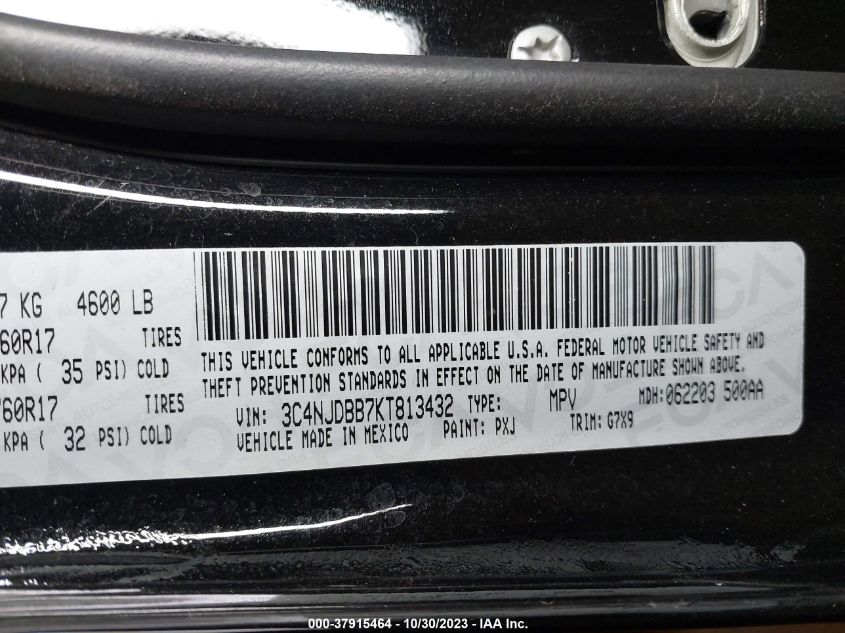 7 KG 4600 LB
60R17 TIRES
KPA ( 35 PSI) COLD
60R17 TIRES
KPA ( 32 PSI) COLD
THIS VEHICLE CONFORMS TO ALL APPLICABLE U.S.A. FEDERAL MOTOR VEHICLE SAFETY AND
THEFT PREVENTION STANDARDS IN EFFECT ON THE DATE OF MANUFACTURE SHOWN ABOVE.
VIN: 3C4NJDBB7KT813432 TYPE: MPV MDH:062203 500AA
VEHICLE MADE IN MEXICO PAINT: PXJ TRIM: G7X9
000-37915464 - 10/30/2023 - IAA Inc.